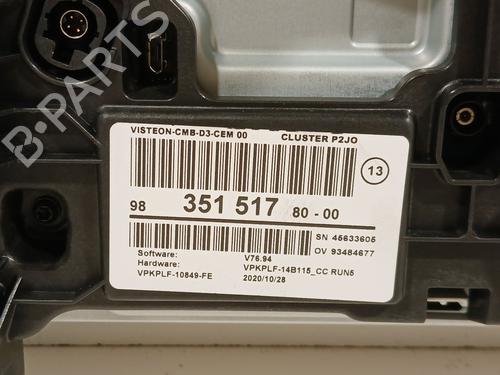 VISTEON-CMB-D3-CEM 00 CLUSTER P2JO
13
98 351 517 80-00
SN 45633605
OV 93484677
Software: V76.94
Hardware: VPKPLF-14B115_CC RUN5
VPKPLF-10849-FE 2020/10/28
B-PARTS